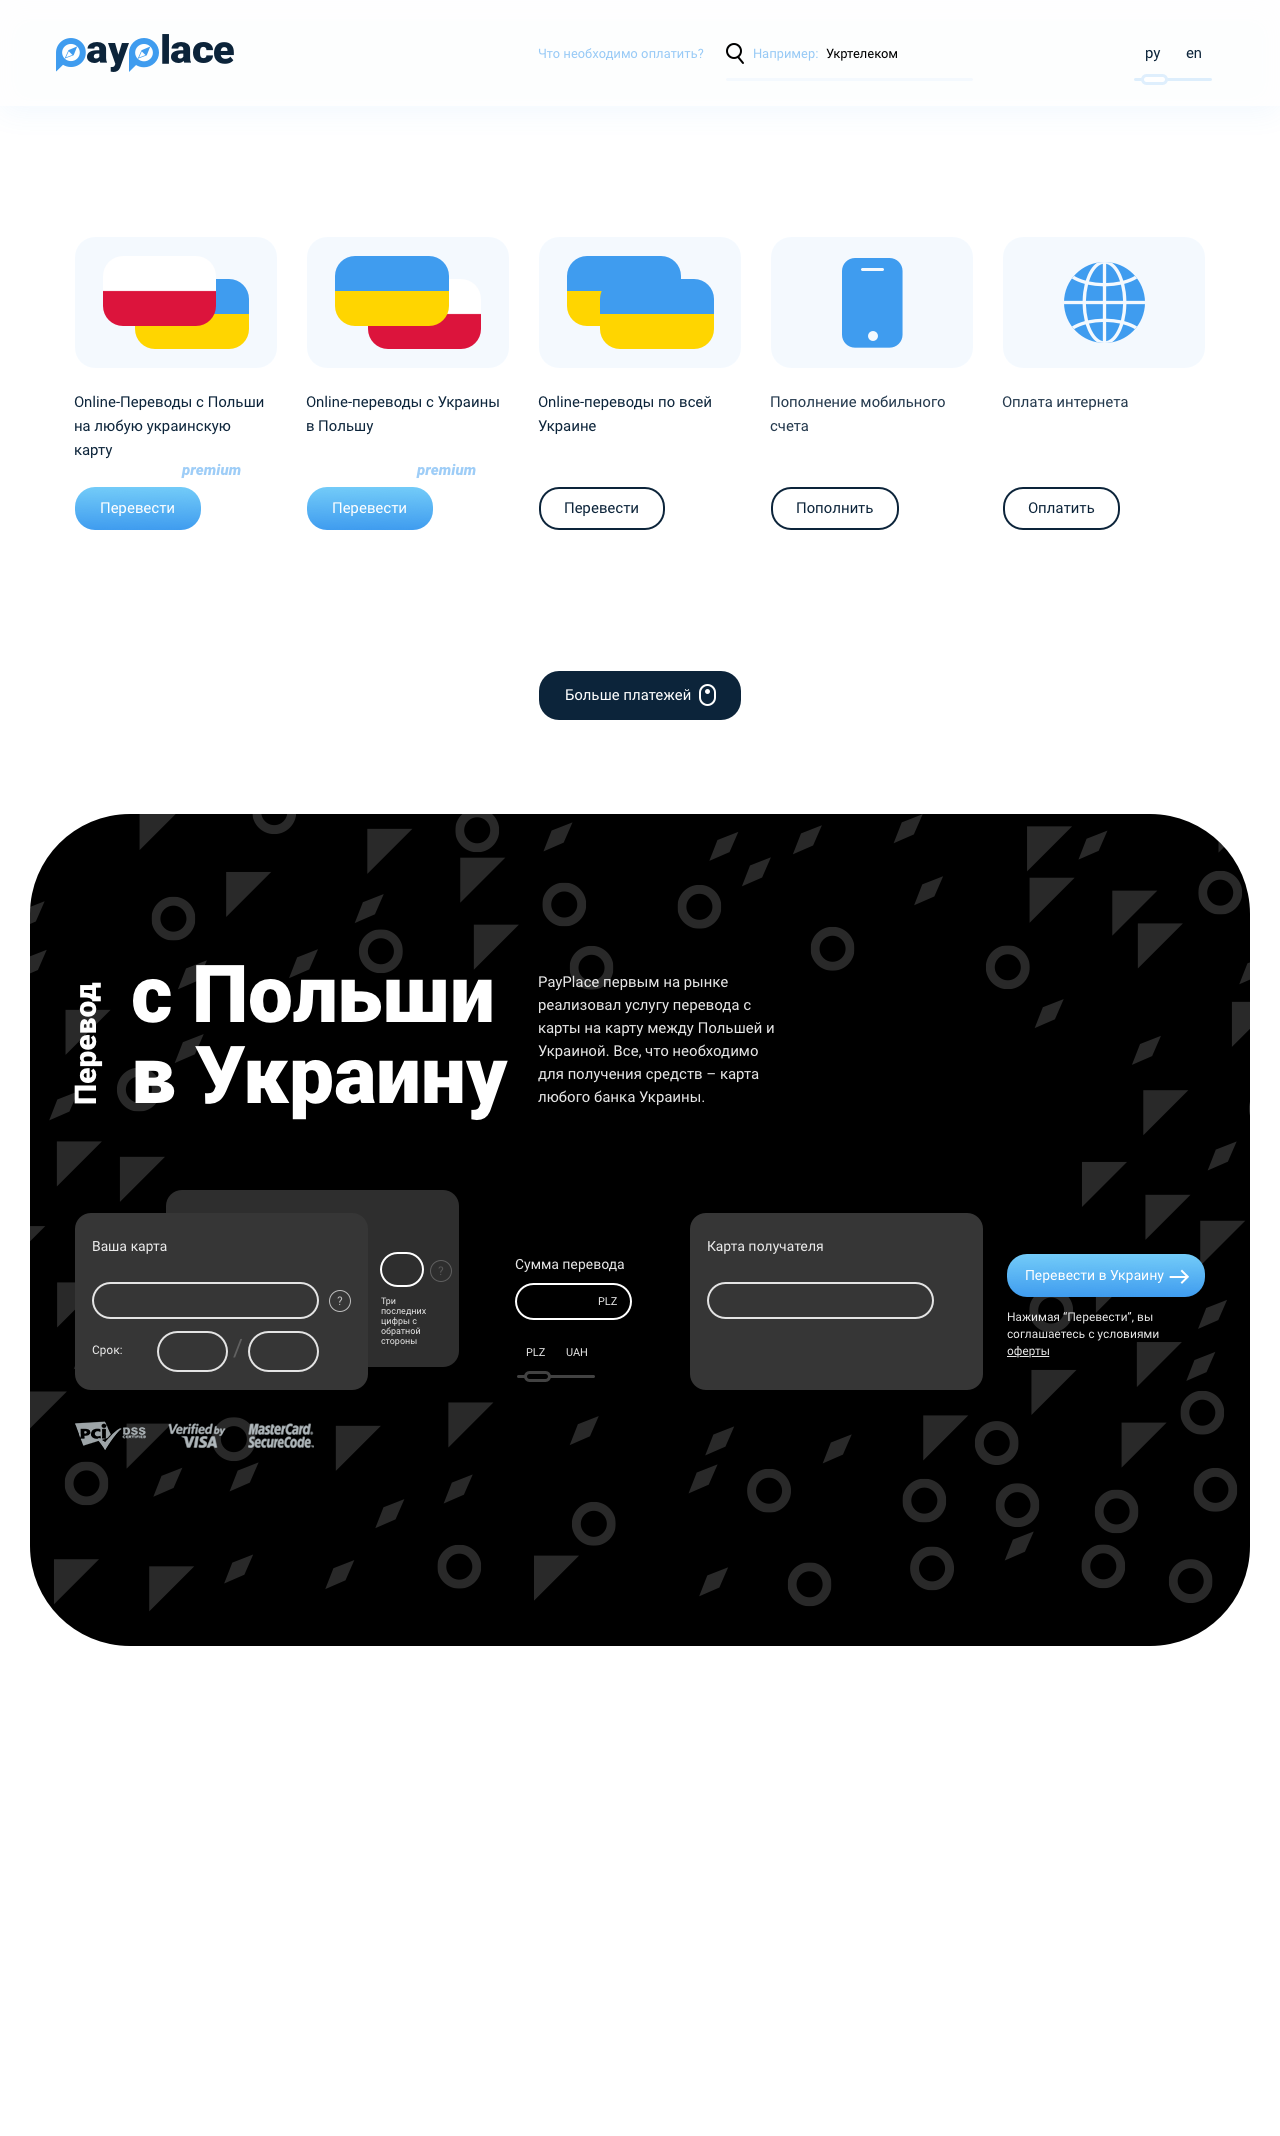 payplace
Что необходимо оплатить?
Например: Укртелеком
ру en
Online-Переводы с Польши
на любую украинскую
карту
premium
Перевести
Online-переводы с Украины
в Польшу
premium
Перевести
Online-переводы по всей
Украине
Перевести
Пополнение мобильного
счета
Пополнить
Оплата интернета
Оплатить
Больше платежей
Перевод
с Польши
в Украину
PayPlace первым на рынке
реализовал услугу перевода с
карты на карту между Польшей и
Украиной. Все, что необходимо
для получения средств – карта
любого банка Украины.
Ваша карта
?
Срок:
/
?
Три
последних
цифры с
обратной
стороны
Сумма перевода
PLZ
PLZ UAH
Карта получателя
Перевести в Украину
Нажимая “Перевести”, вы
соглашаетесь с условиями
оферты
PCi DSS
CERTIFIED
Verified by
VISA
MasterCard.
SecureCode.